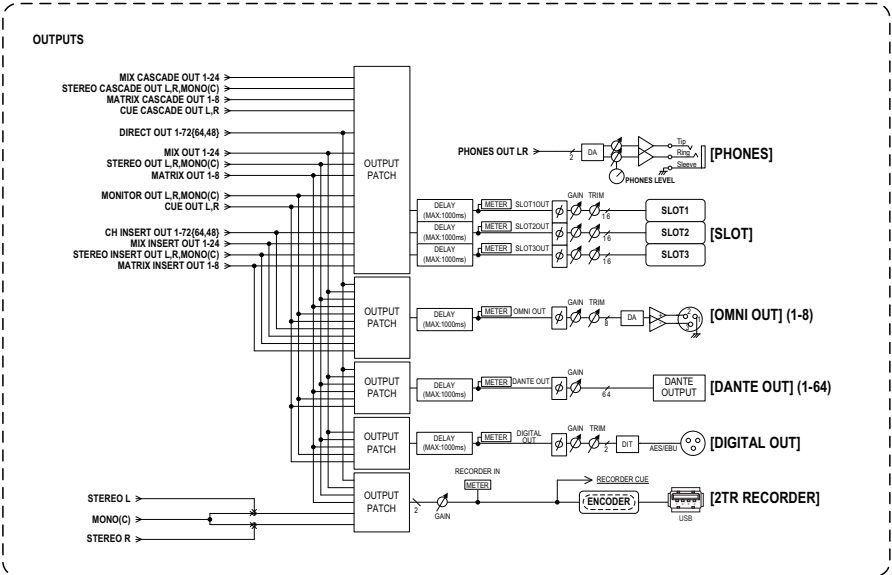 OUTPUTS
MIX CASCADE OUT 1-24
STEREO CASCADE OUT L,R,MONO(C)
MATRIX CASCADE OUT 1-8
CUE CASCADE OUT L,R
DIRECT OUT 1-72{64,48}
MIX OUT 1-24
STEREO OUT L,R,MONO(C)
MATRIX OUT 1-8
MONITOR OUT L,R,MONO(C)
CUE OUT L,R
CH INSERT OUT 1-72{64,48}
MIX INSERT OUT 1-24
STEREO INSERT OUT L,R,MONO(C)
MATRIX INSERT OUT 1-8
OUTPUT
PATCH
PHONES OUT LR
2
DA
Tip
Ring
Sleeve
PHONES LEVEL
[PHONES]
GAIN TRIM
DELAY
(MAX:1000ms)
METER SLOT1OUT
ϕ
16
SLOT1
DELAY
(MAX:1000ms)
METER SLOT2OUT
ϕ
16
SLOT2
[SLOT]
DELAY
(MAX:1000ms)
METER SLOT3OUT
ϕ
16
SLOT3
OUTPUT
PATCH
DELAY
(MAX:1000ms)
METER OMNI OUT
ϕ
GAIN TRIM
8
DA
+
-
2
1
3
[OMNI OUT] (1-8)
OUTPUT
PATCH
DELAY
(MAX:1000ms)
METER DANTE OUT
ϕ
GAIN
64
DANTE
OUTPUT
[DANTE OUT] (1-64)
OUTPUT
PATCH
DELAY
(MAX:1000ms)
METER DIGITAL
OUT
ϕ
GAIN TRIM
2
DIT
AES/EBU
[DIGITAL OUT]
STEREO L
MONO(C)
STEREO R
OUTPUT
PATCH
2
GAIN
RECORDER IN
METER
RECORDER CUE
ENCODER
USB
[2TR RECORDER]